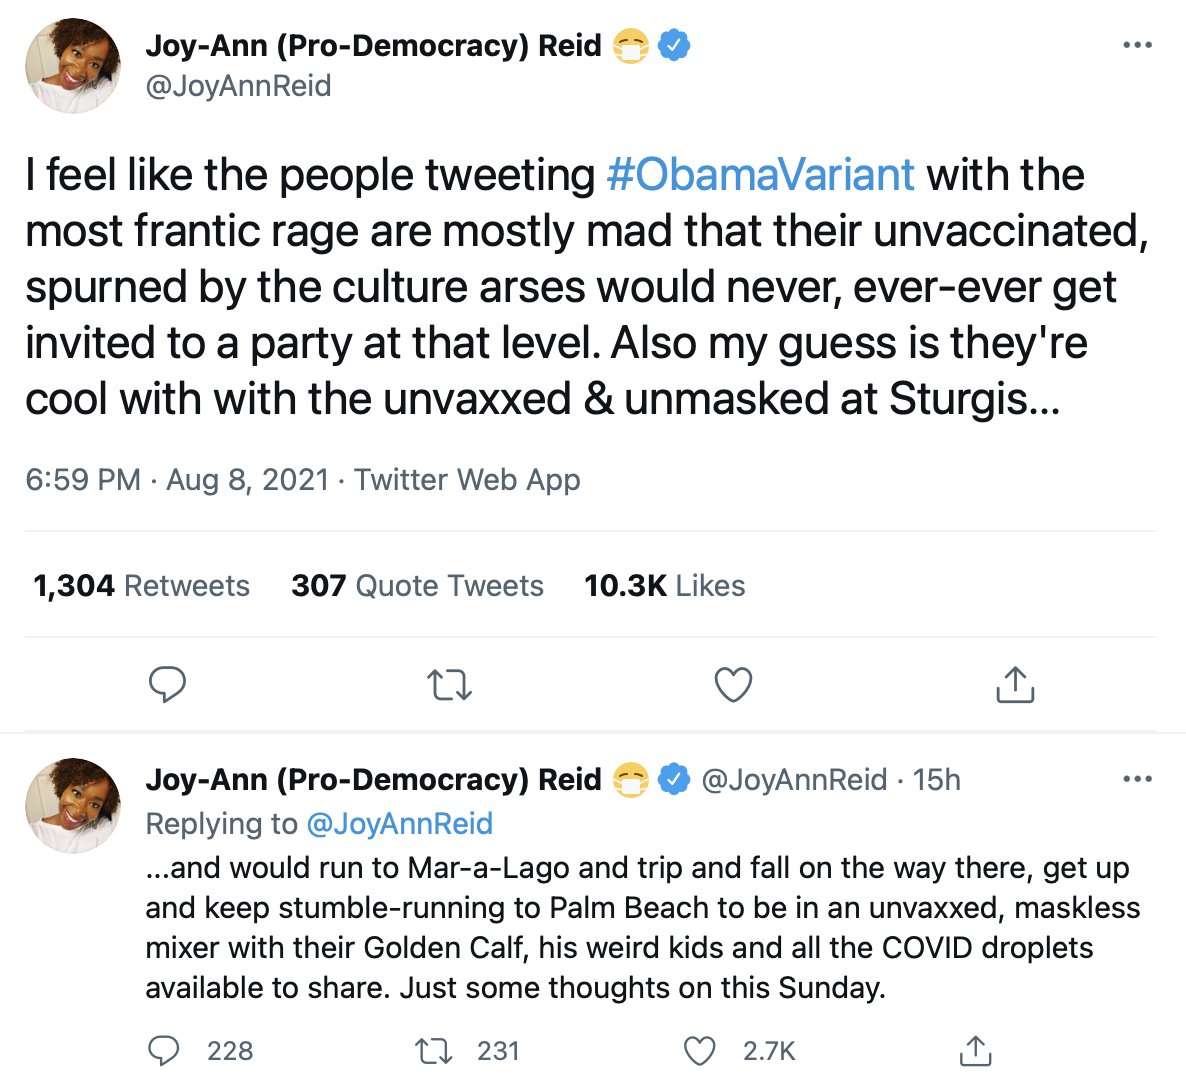 Joy-Ann (Pro-Democracy) Reid 😷
@JoyAnnReid
I feel like the people tweeting #ObamaVariant with the
most frantic rage are mostly mad that their unvaccinated,
spurned by the culture arses would never, ever-ever get
invited to a party at that level. Also my guess is they're
cool with with the unvaxxed & unmasked at Sturgis...
6:59 PM · Aug 8, 2021 · Twitter Web App
1,304 Retweets 307 Quote Tweets 10.3K Likes
Joy-Ann (Pro-Democracy) Reid 😷 @JoyAnnReid · 15h
Replying to @JoyAnnReid
...and would run to Mar-a-Lago and trip and fall on the way there, get up
and keep stumble-running to Palm Beach to be in an unvaxxed, maskless
mixer with their Golden Calf, his weird kids and all the COVID droplets
available to share. Just some thoughts on this Sunday.
228 231 2.7K